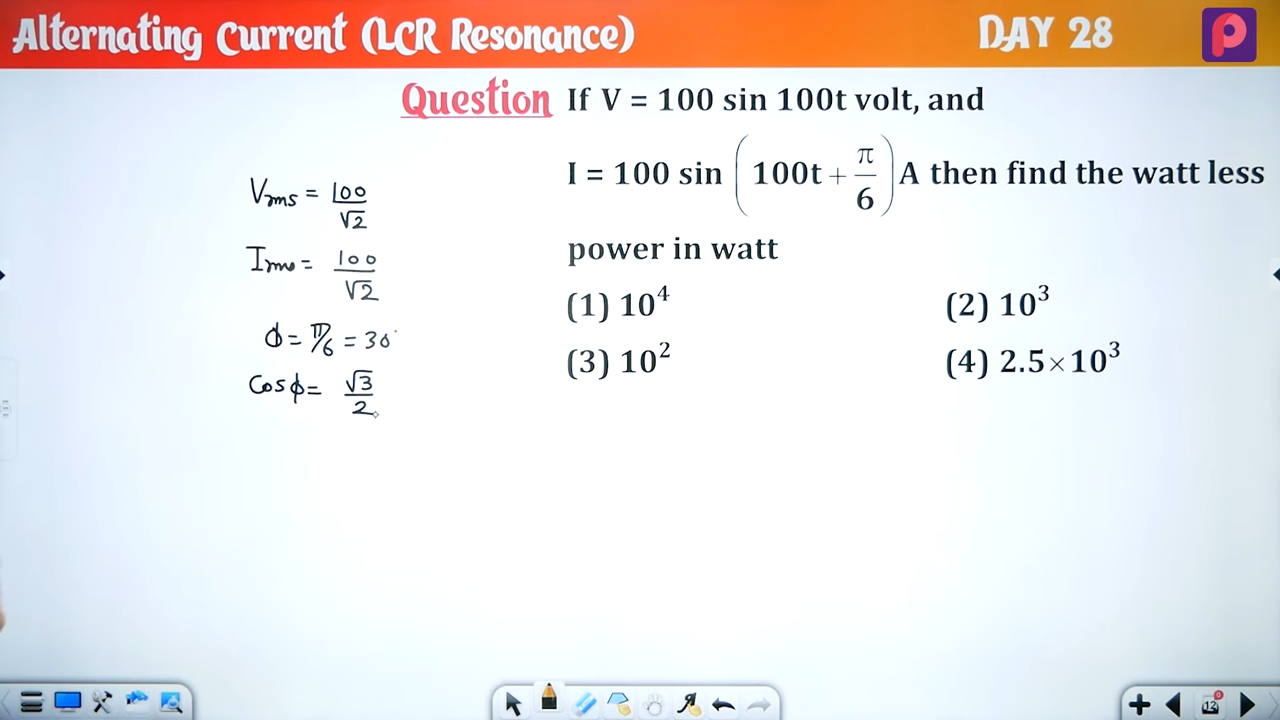 Alternating Current (LCR Resonance)
DAY 28
Question If V = 100 sin 100t volt, and
I = 100 sin (100t + π/6) A then find the watt less
power in watt
(1) 10⁴
(2) 10³
(3) 10²
(4) 2.5×10³
Vrms = 100/√2
Irms = 100/√2
ϕ = π/6 = 30°
Cosϕ = √3/2
12